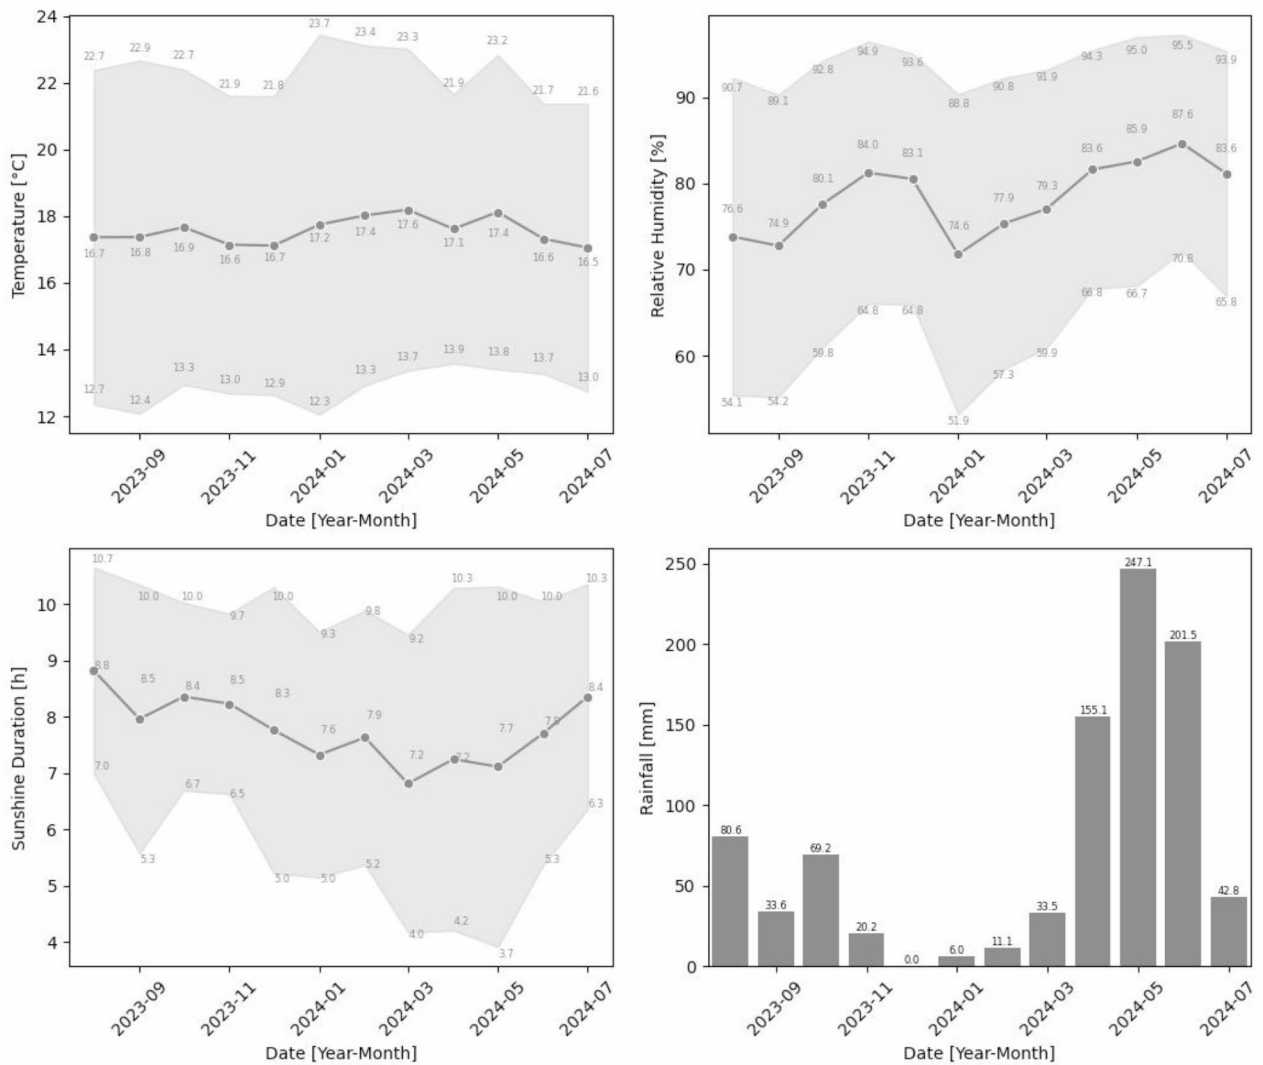 24
22
20
18
16
14
12
Temperature [°C]
22.7 22.9 22.7 21.9 21.8 23.7 23.4 23.3 21.9 23.2 21.7 21.6
16.7 16.8 16.9 16.6 16.7 17.2 17.4 17.6 17.1 17.4 16.6 16.5
12.7 12.4 13.3 13.0 12.9 12.3 13.3 13.7 13.9 13.8 13.7 13.0
2023-09 2023-11 2024-01 2024-03 2024-05 2024-07
Date [Year-Month]
90
80
70
60
Relative Humidity [%]
90.7 89.1 92.8 94.9 93.6 88.8 90.8 91.9 94.3 95.0 95.5 93.9
76.6 74.9 80.1 84.0 83.1 74.6 77.9 79.3 83.6 85.9 87.6 83.6
54.1 54.2 59.8 64.8 64.8 51.9 57.3 59.9 66.8 66.7 70.8 65.8
2023-09 2023-11 2024-01 2024-03 2024-05 2024-07
Date [Year-Month]
10
9
8
7
6
5
4
Sunshine Duration [h]
10.7 10.0 10.0 9.7 10.0 9.3 9.8 9.2 10.3 10.0 10.0 10.3
8.8 8.5 8.4 8.5 8.3 7.6 7.9 7.2 7.2 7.7 7.8 8.4
7.0 5.3 6.7 6.5 5.0 5.0 5.2 4.0 4.2 3.7 5.3 6.3
2023-09 2023-11 2024-01 2024-03 2024-05 2024-07
Date [Year-Month]
250
200
150
100
50
0
Rainfall [mm]
80.6 33.6 69.2 20.2 0.0 6.0 11.1 33.5 155.1 247.1 201.5 42.8
2023-09 2023-11 2024-01 2024-03 2024-05 2024-07
Date [Year-Month]